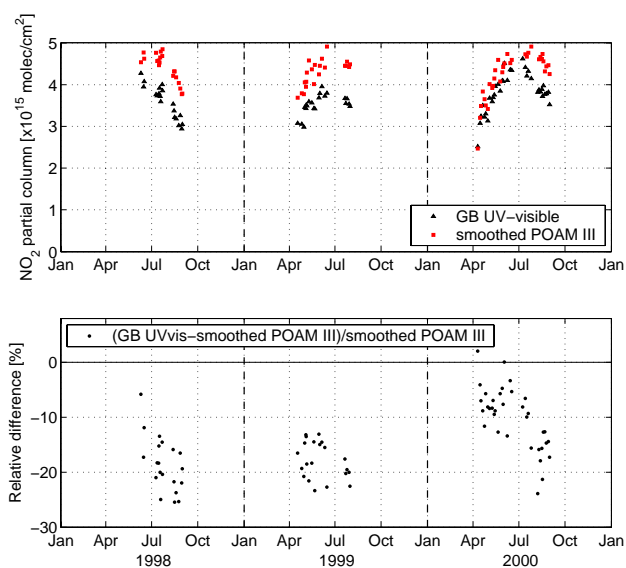 NO2 partial column [x10^15 molec/cm^2]
5
4
3
2
1
0
GB UV−visible
smoothed POAM III
Jan Apr Jul Oct Jan Apr Jul Oct Jan Apr Jul Oct Jan
Relative difference [%]
(GB UVvis−smoothed POAM III)/smoothed POAM III
0
−10
−20
−30
Jan Apr Jul Oct Jan Apr Jul Oct Jan Apr Jul Oct Jan
1998 1999 2000